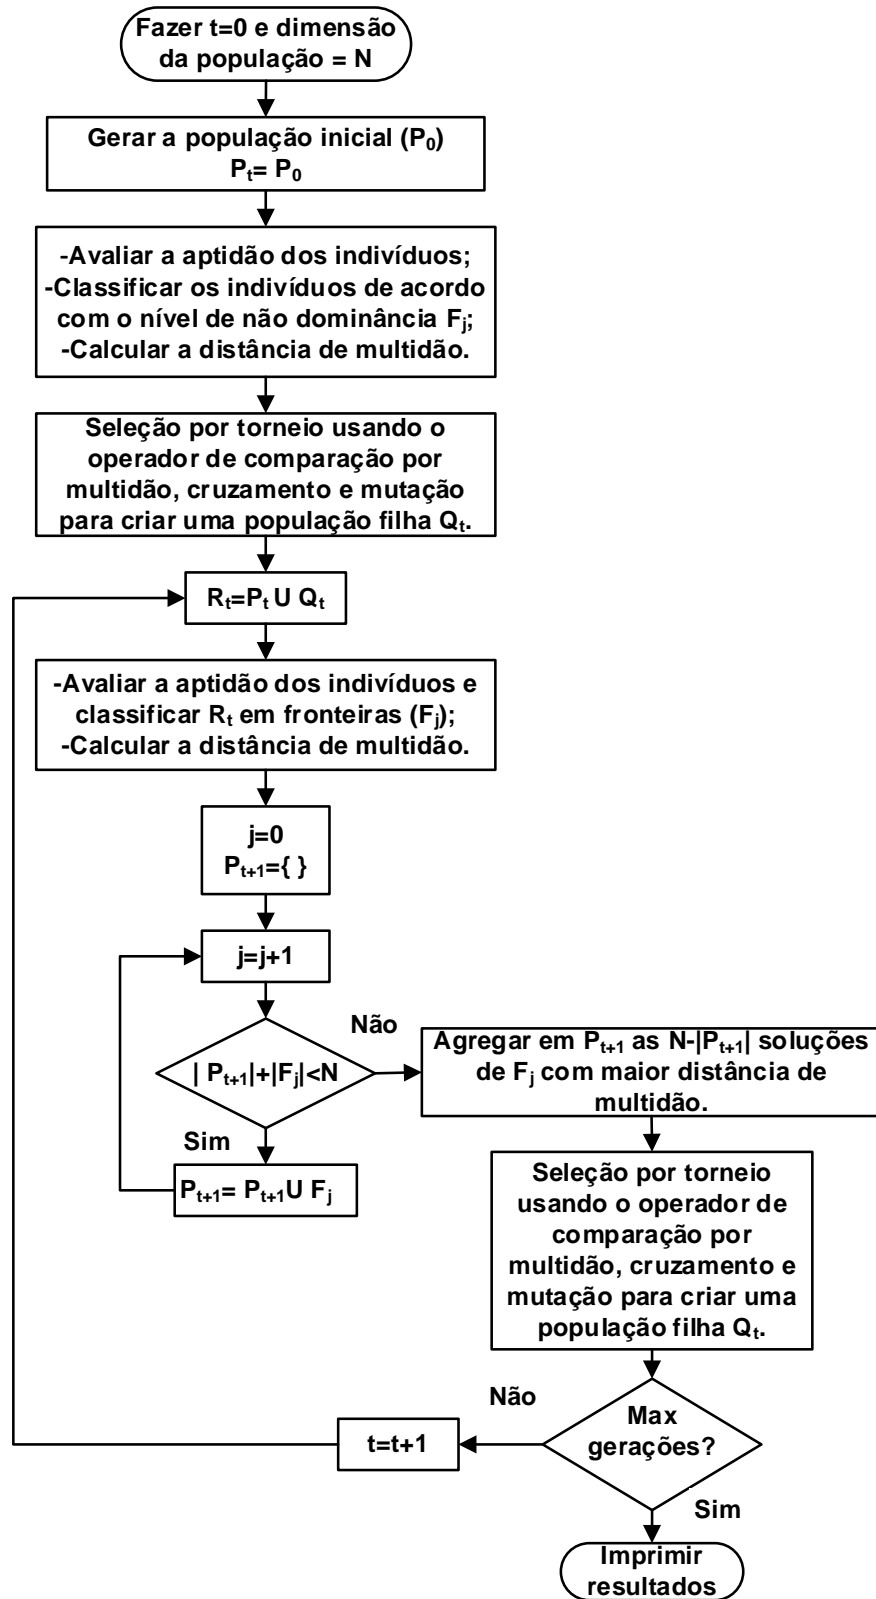 Fazer t=0 e dimensão
da população = N
Gerar a população inicial (P₀)
Pₜ= P₀
-Avaliar a aptidão dos indivíduos;
-Classificar os indivíduos de acordo
com o nível de não dominância Fⱼ;
-Calcular a distância de multidão.
Seleção por torneio usando o
operador de comparação por
multidão, cruzamento e mutação
para criar uma população filha Qₜ.
Rₜ=Pₜ U Qₜ
-Avaliar a aptidão dos indivíduos e
classificar Rₜ em fronteiras (Fⱼ);
-Calcular a distância de multidão.
j=0
Pₜ₊₁={ }
j=j+1
| Pₜ₊₁|+|Fⱼ|<N
Não
Sim
Pₜ₊₁= Pₜ₊₁U Fⱼ
Agregar em Pₜ₊₁ as N-|Pₜ₊₁| soluções
de Fⱼ com maior distância de
multidão.
Seleção por torneio
usando o operador de
comparação por
multidão, cruzamento e
mutação para criar uma
população filha Qₜ.
Max
gerações?
Não
t=t+1
Sim
Imprimir
resultados